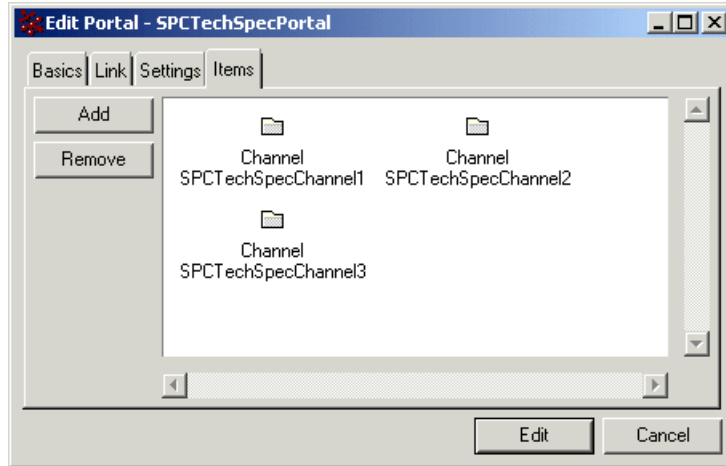 Edit Portal - SPCTechSpecPortal
Basics Link Settings Items
Add
Remove
Channel
SPCTechSpecChannel1
Channel
SPCTechSpecChannel2
Channel
SPCTechSpecChannel3
Edit Cancel